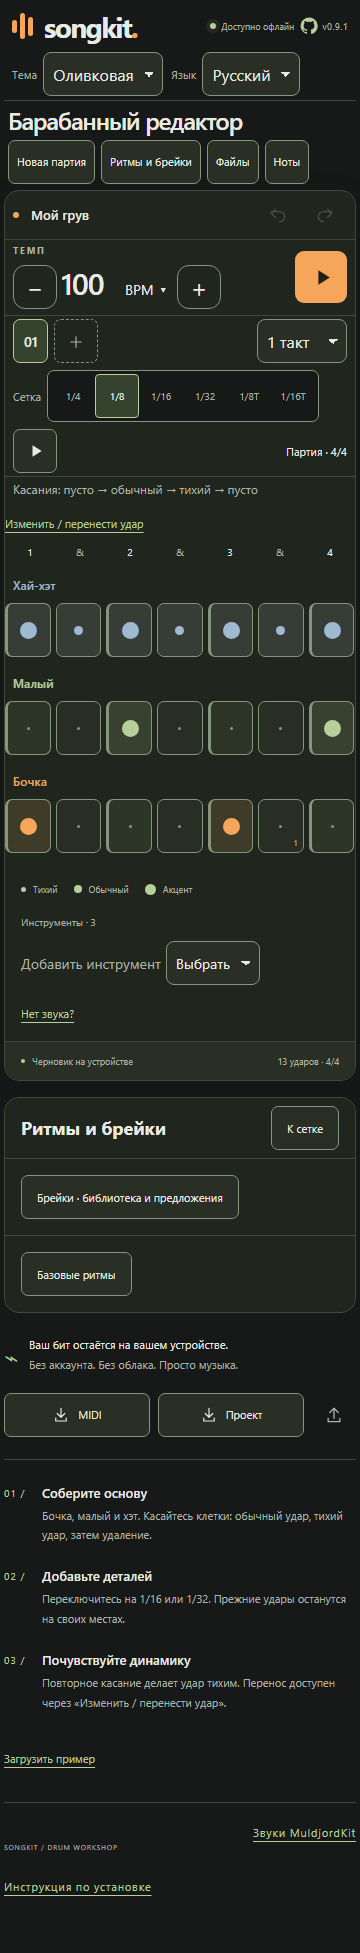 songkit.
Доступно офлайн v0.9.1
Тема Оливковая Язык Русский
Барабанный редактор
Новая партия Ритмы и брейки Файлы Ноты
Мой грув
ТЕМП
− 100 BPM +
01 + 1 такт
Сетка 1/4 1/8 1/16 1/32 1/8T 1/16T
Партия · 4/4
Касания: пусто → обычный → тихий → пусто
Изменить / перенести удар
1 & 2 & 3 & 4
Хай-хэт
Малый
Бочка
1
Тихий Обычный Акцент
Инструменты · 3
Добавить инструмент Выбрать
Нет звука?
Черновик на устройстве 13 ударов · 4/4
Ритмы и брейки К сетке
Брейки · библиотека и предложения
Базовые ритмы
Ваш бит остаётся на вашем устройстве.
Без аккаунта. Без облака. Просто музыка.
MIDI Проект
01 / Соберите основу
Бочка, малый и хэт. Касайтесь клетки: обычный удар, тихий
удар, затем удаление.
02 / Добавьте деталей
Переключитесь на 1/16 или 1/32. Прежние удары останутся
на своих местах.
03 / Почувствуйте динамику
Повторное касание делает удар тихим. Перенос доступен
через «Изменить / перенести удар».
Загрузить пример
Звуки MuldjordKit
SONGKIT / DRUM WORKSHOP
Инструкция по установке